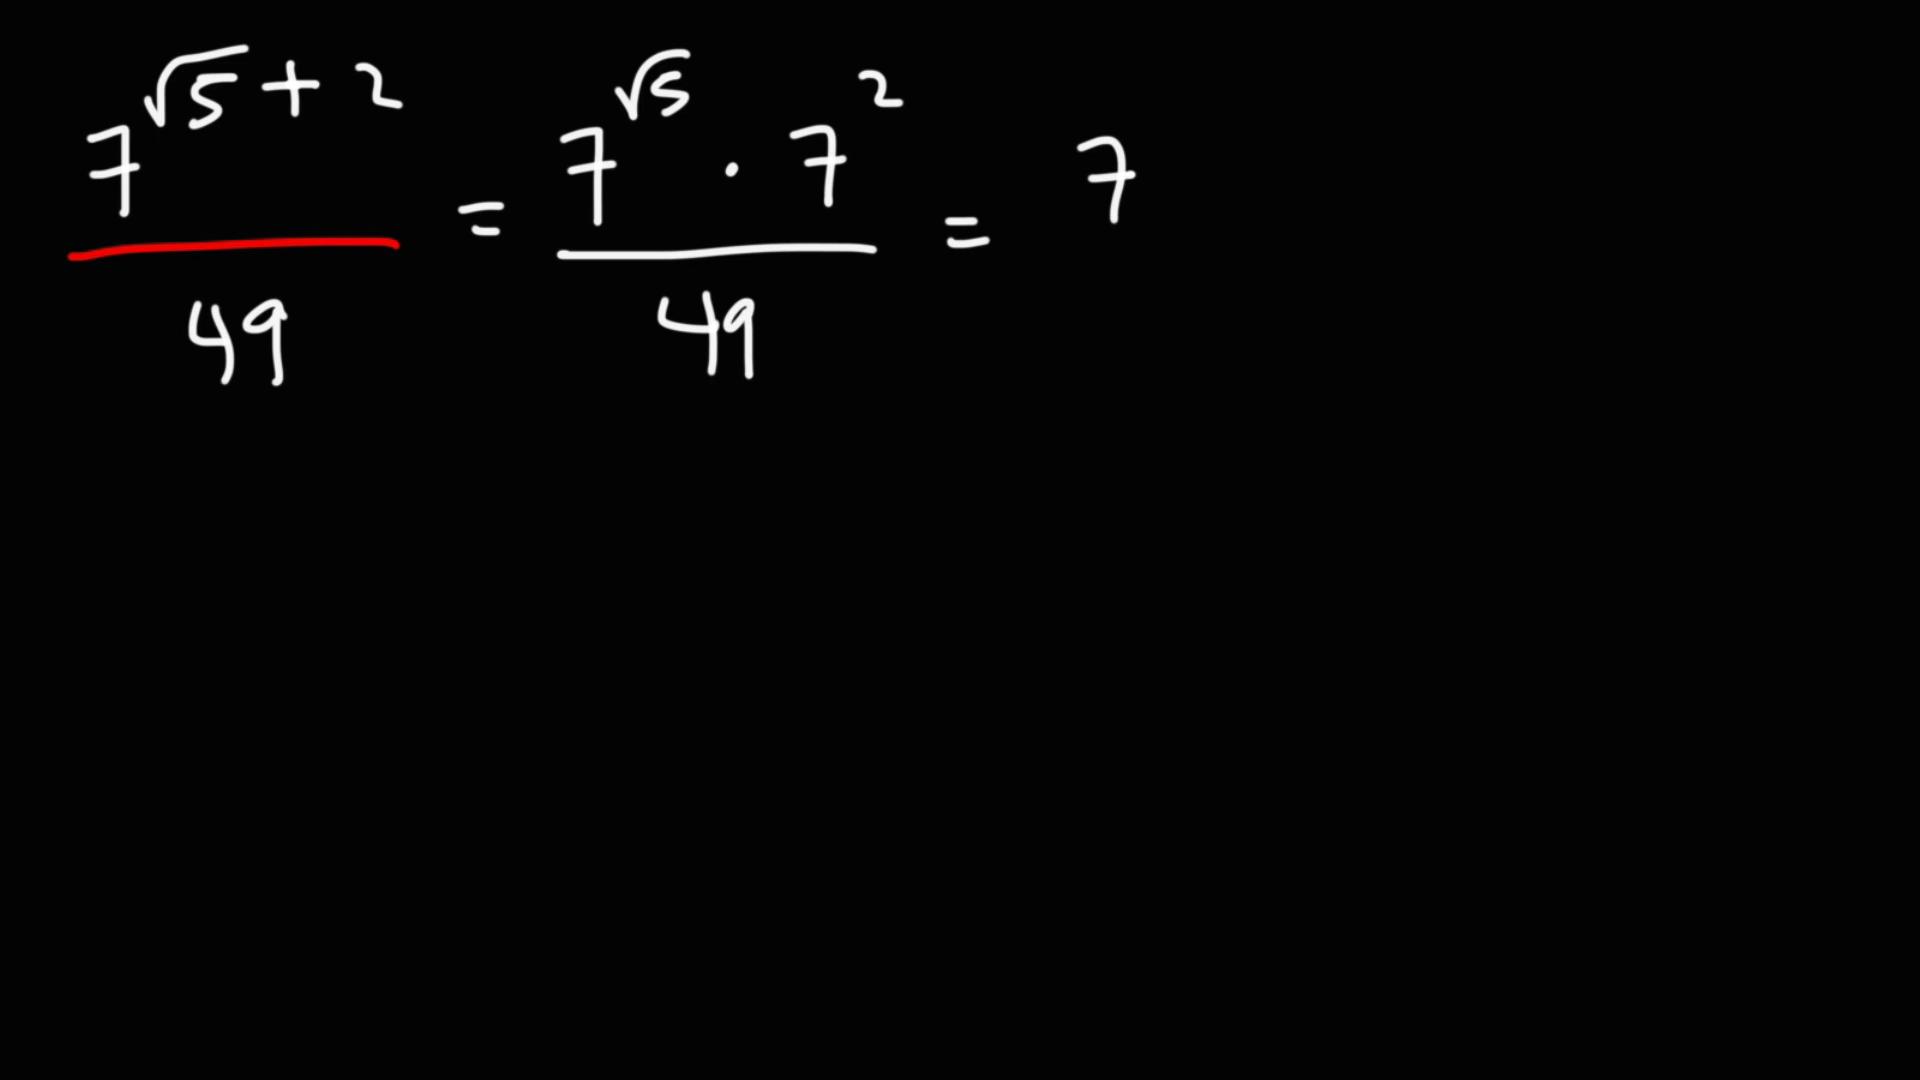 7^{√5 + 2} / 49 = 7^{√5} · 7^2 / 49 = 7